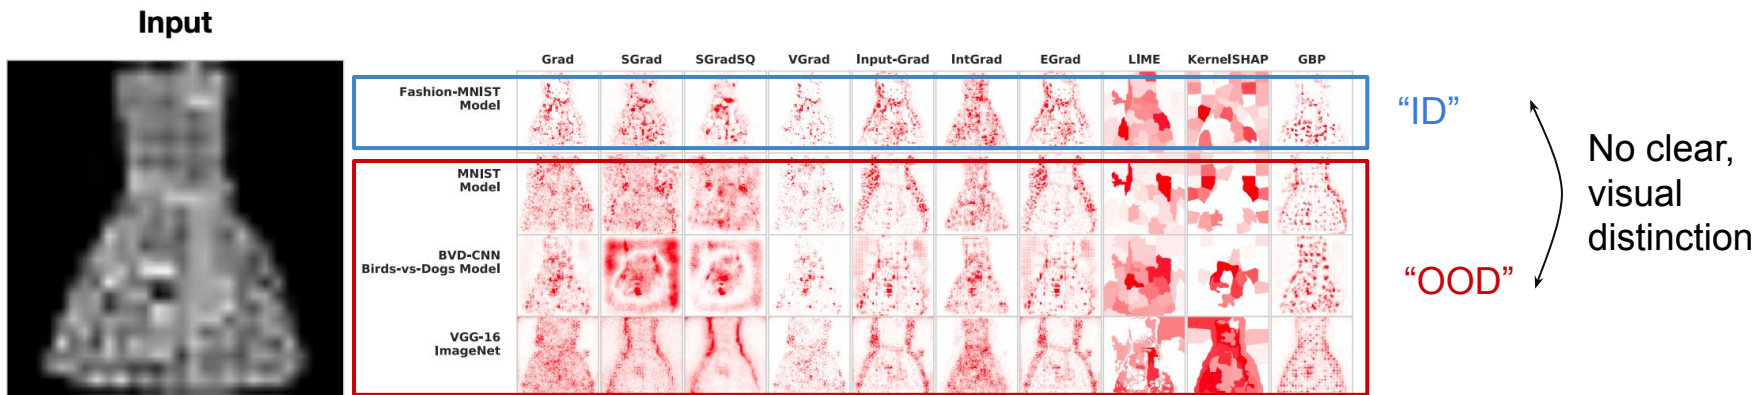 Input
Grad SGrad SGradSQ VGrad Input-Grad IntGrad EGrad LIME KernelSHAP GBP
Fashion-MNIST
Model
“ID”
MNIST
Model
BVD-CNN
Birds-vs-Dogs Model
VGG-16
ImageNet
“OOD”
No clear,
visual
distinction